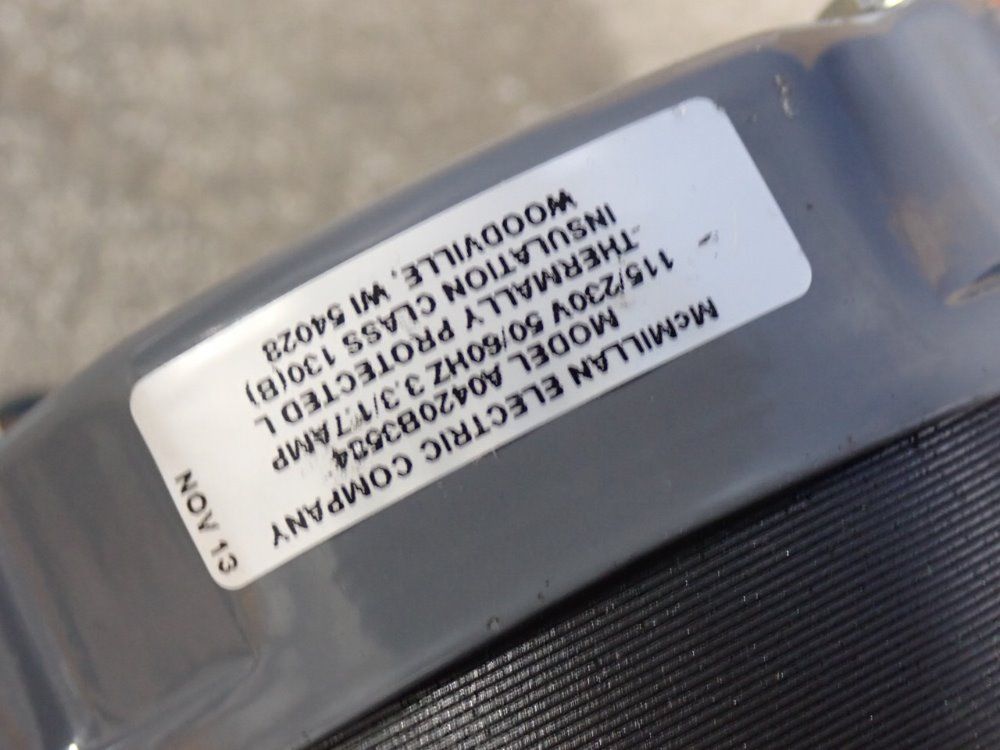 McMILLAN ELECTRIC COMPANY
MODEL A0420B3584
115/230V 50/60HZ 3.3/1.7AMP
THERMALLY PROTECTED L
INSULATION CLASS 130(B)
WOODVILLE, WI 54028
NOV 13